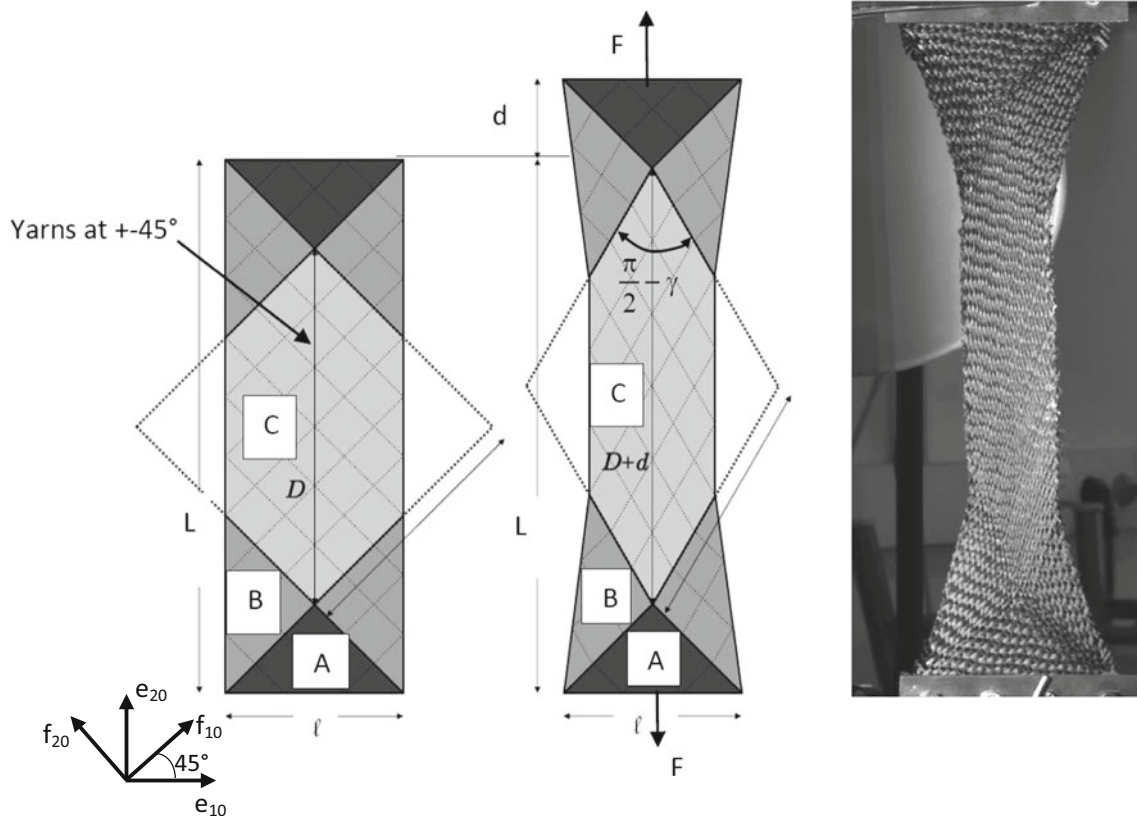 F
d
Yarns at +-45°
π/2 − γ
C
C
D
D+d
L
L
B
B
A
A
e20
f20
f10
45°
e10
ℓ
ℓ
F